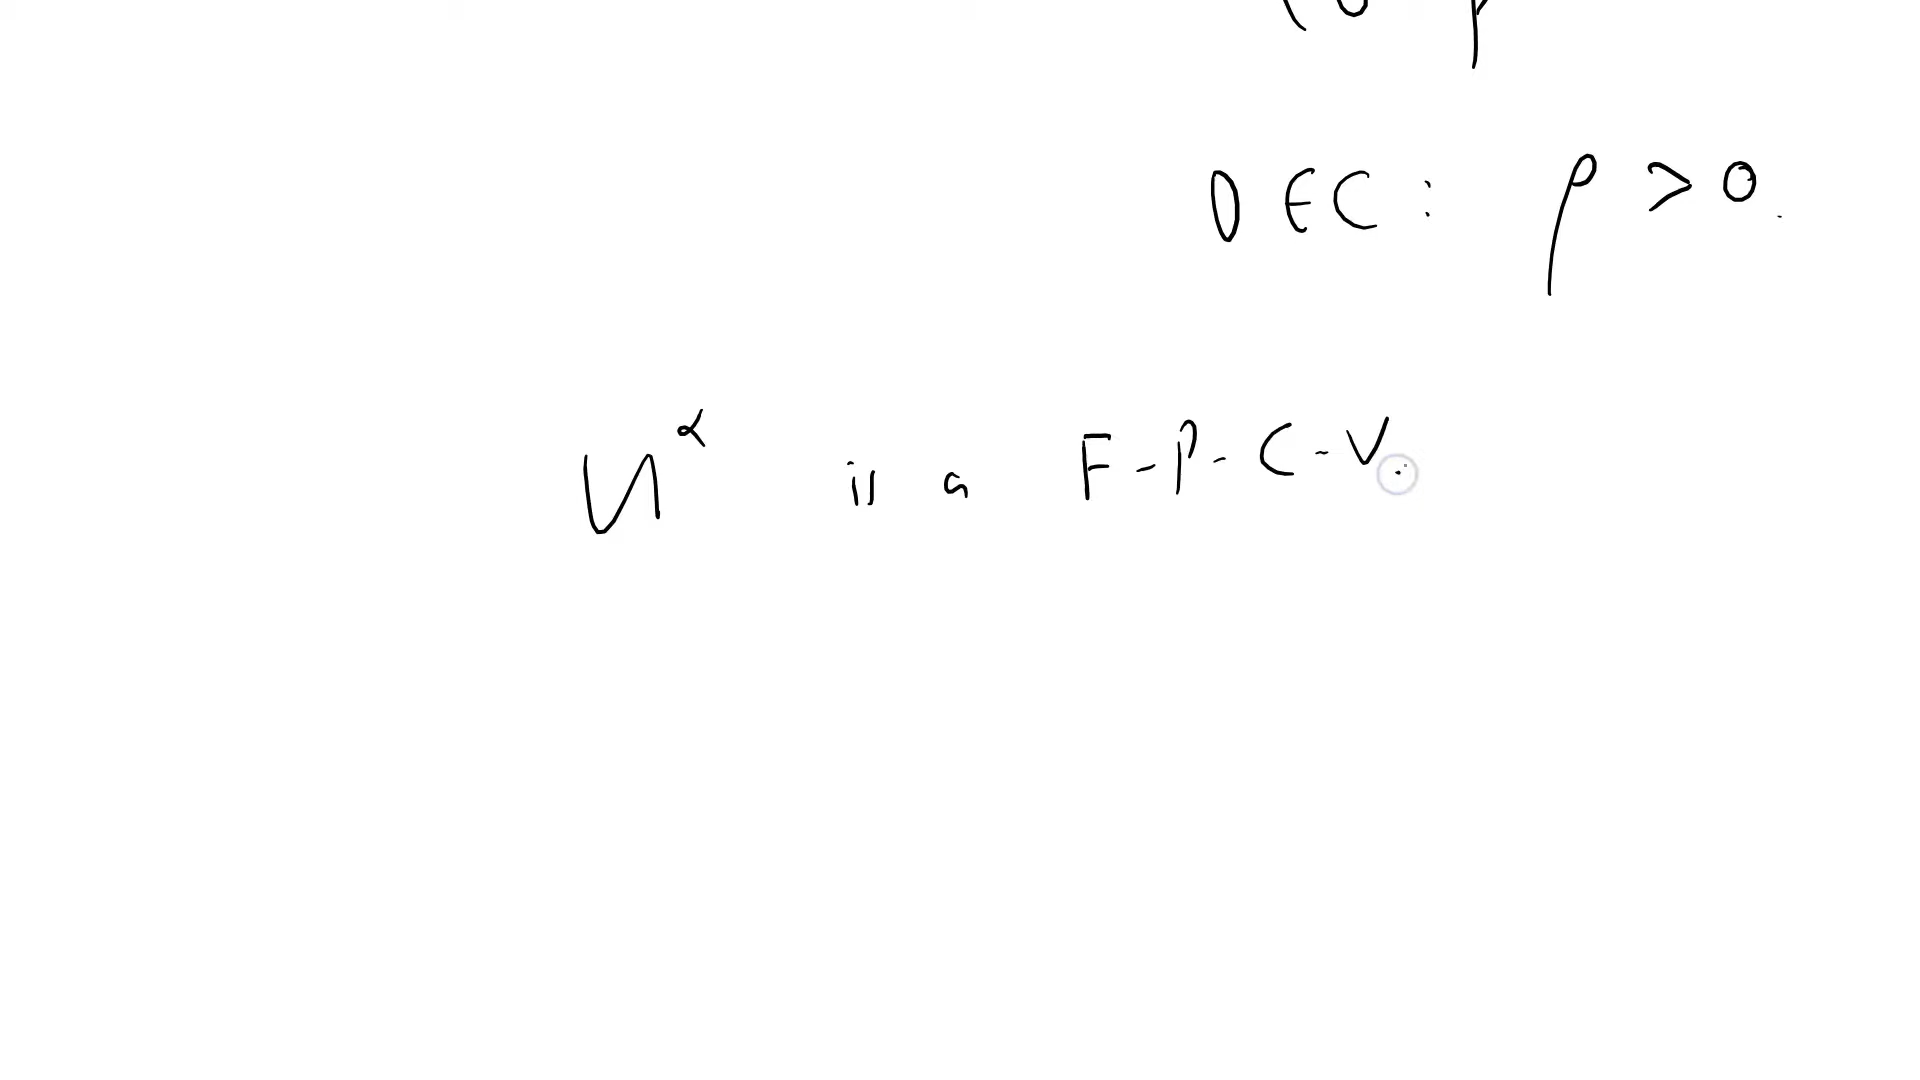 DEC: ρ > 0.
U^α is a F-P-C-V.